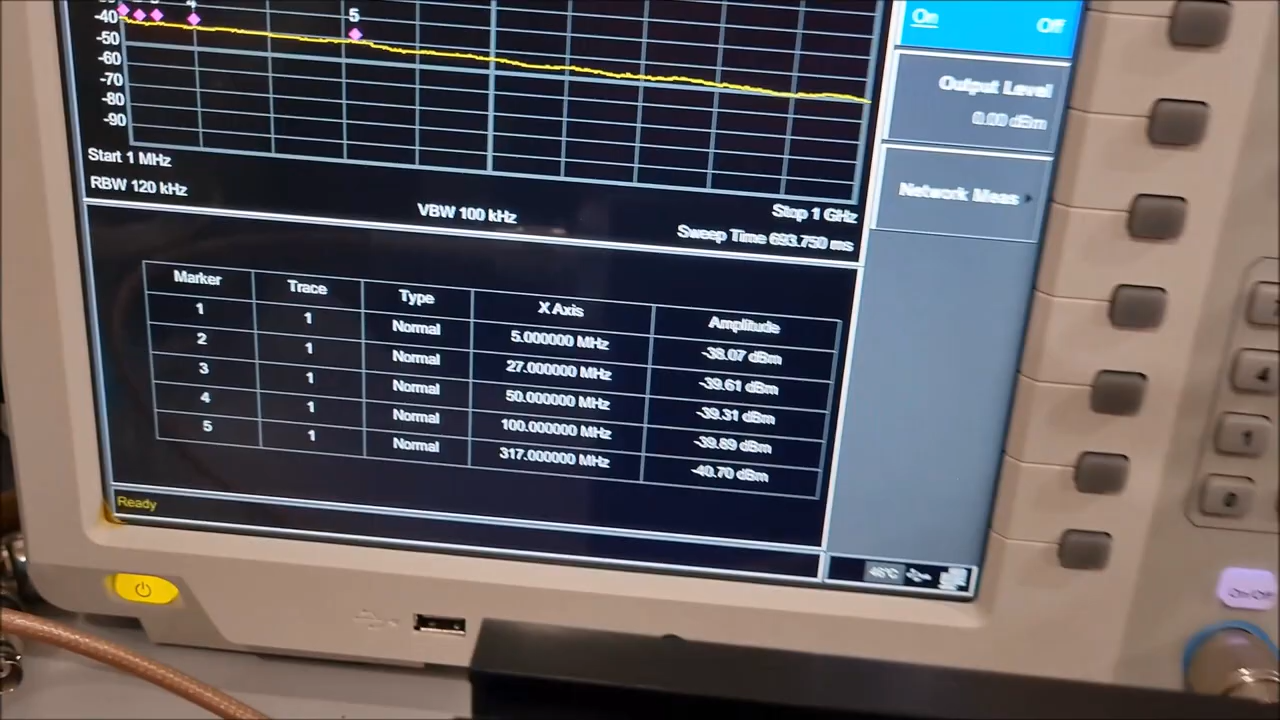 On
Off
-40
5
-50
-60
-70
-80
-90
Output Level
0.00 dBm
Start 1 MHz
Stop 1 GHz
RBW 120 kHz
VBW 100 kHz
Sweep Time 693.750 ms
Network Meas
Marker Trace Type X Axis Amplitude
1 1 Normal 5.000000 MHz -38.07 dBm
2 1 Normal 27.000000 MHz -39.61 dBm
3 1 Normal 50.000000 MHz -39.31 dBm
4 1 Normal 100.000000 MHz -39.89 dBm
5 1 Normal 317.000000 MHz -40.70 dBm
Ready
46°C
4
1
0
On/Off